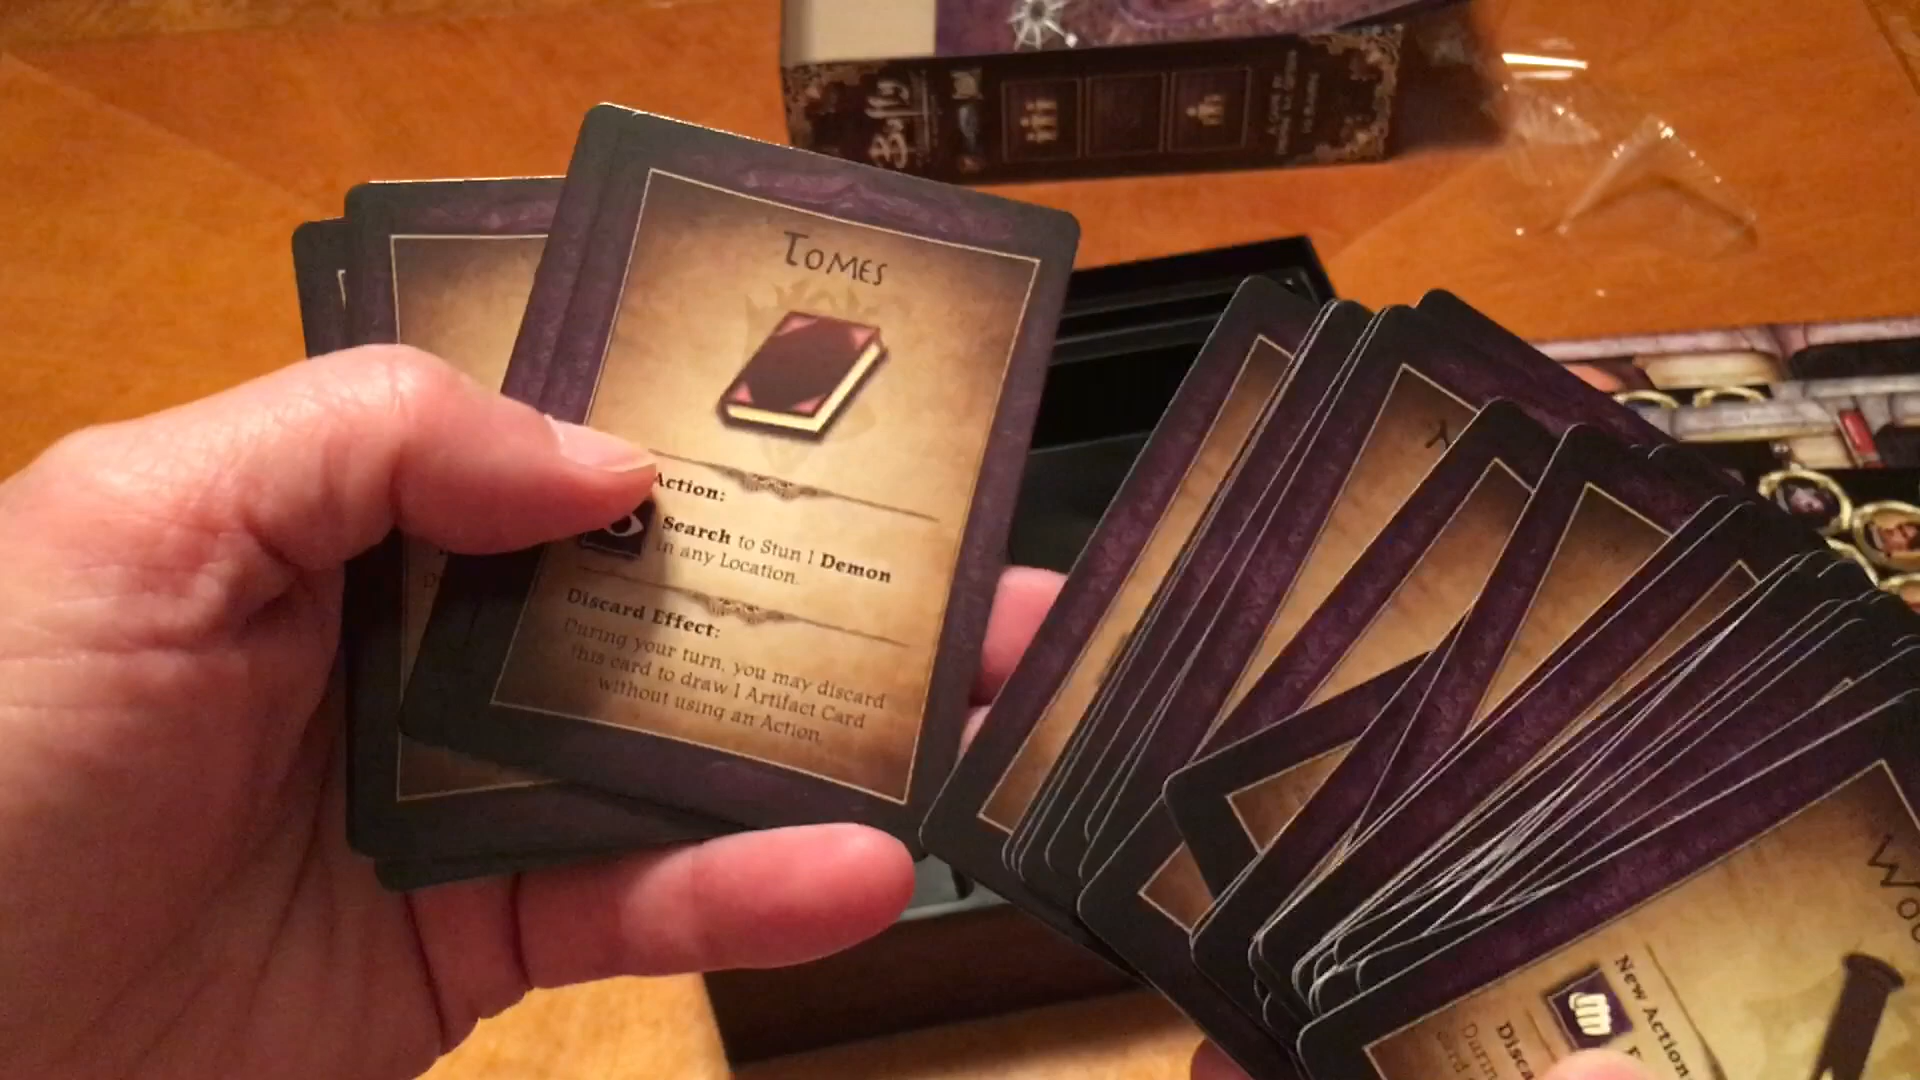 Buffy
Tomes
Action:
Search to Stun 1 Demon
in any Location.
Discard Effect:
During your turn, you may discard
this card to draw 1 Artifact Card
without using an Action.
New Action